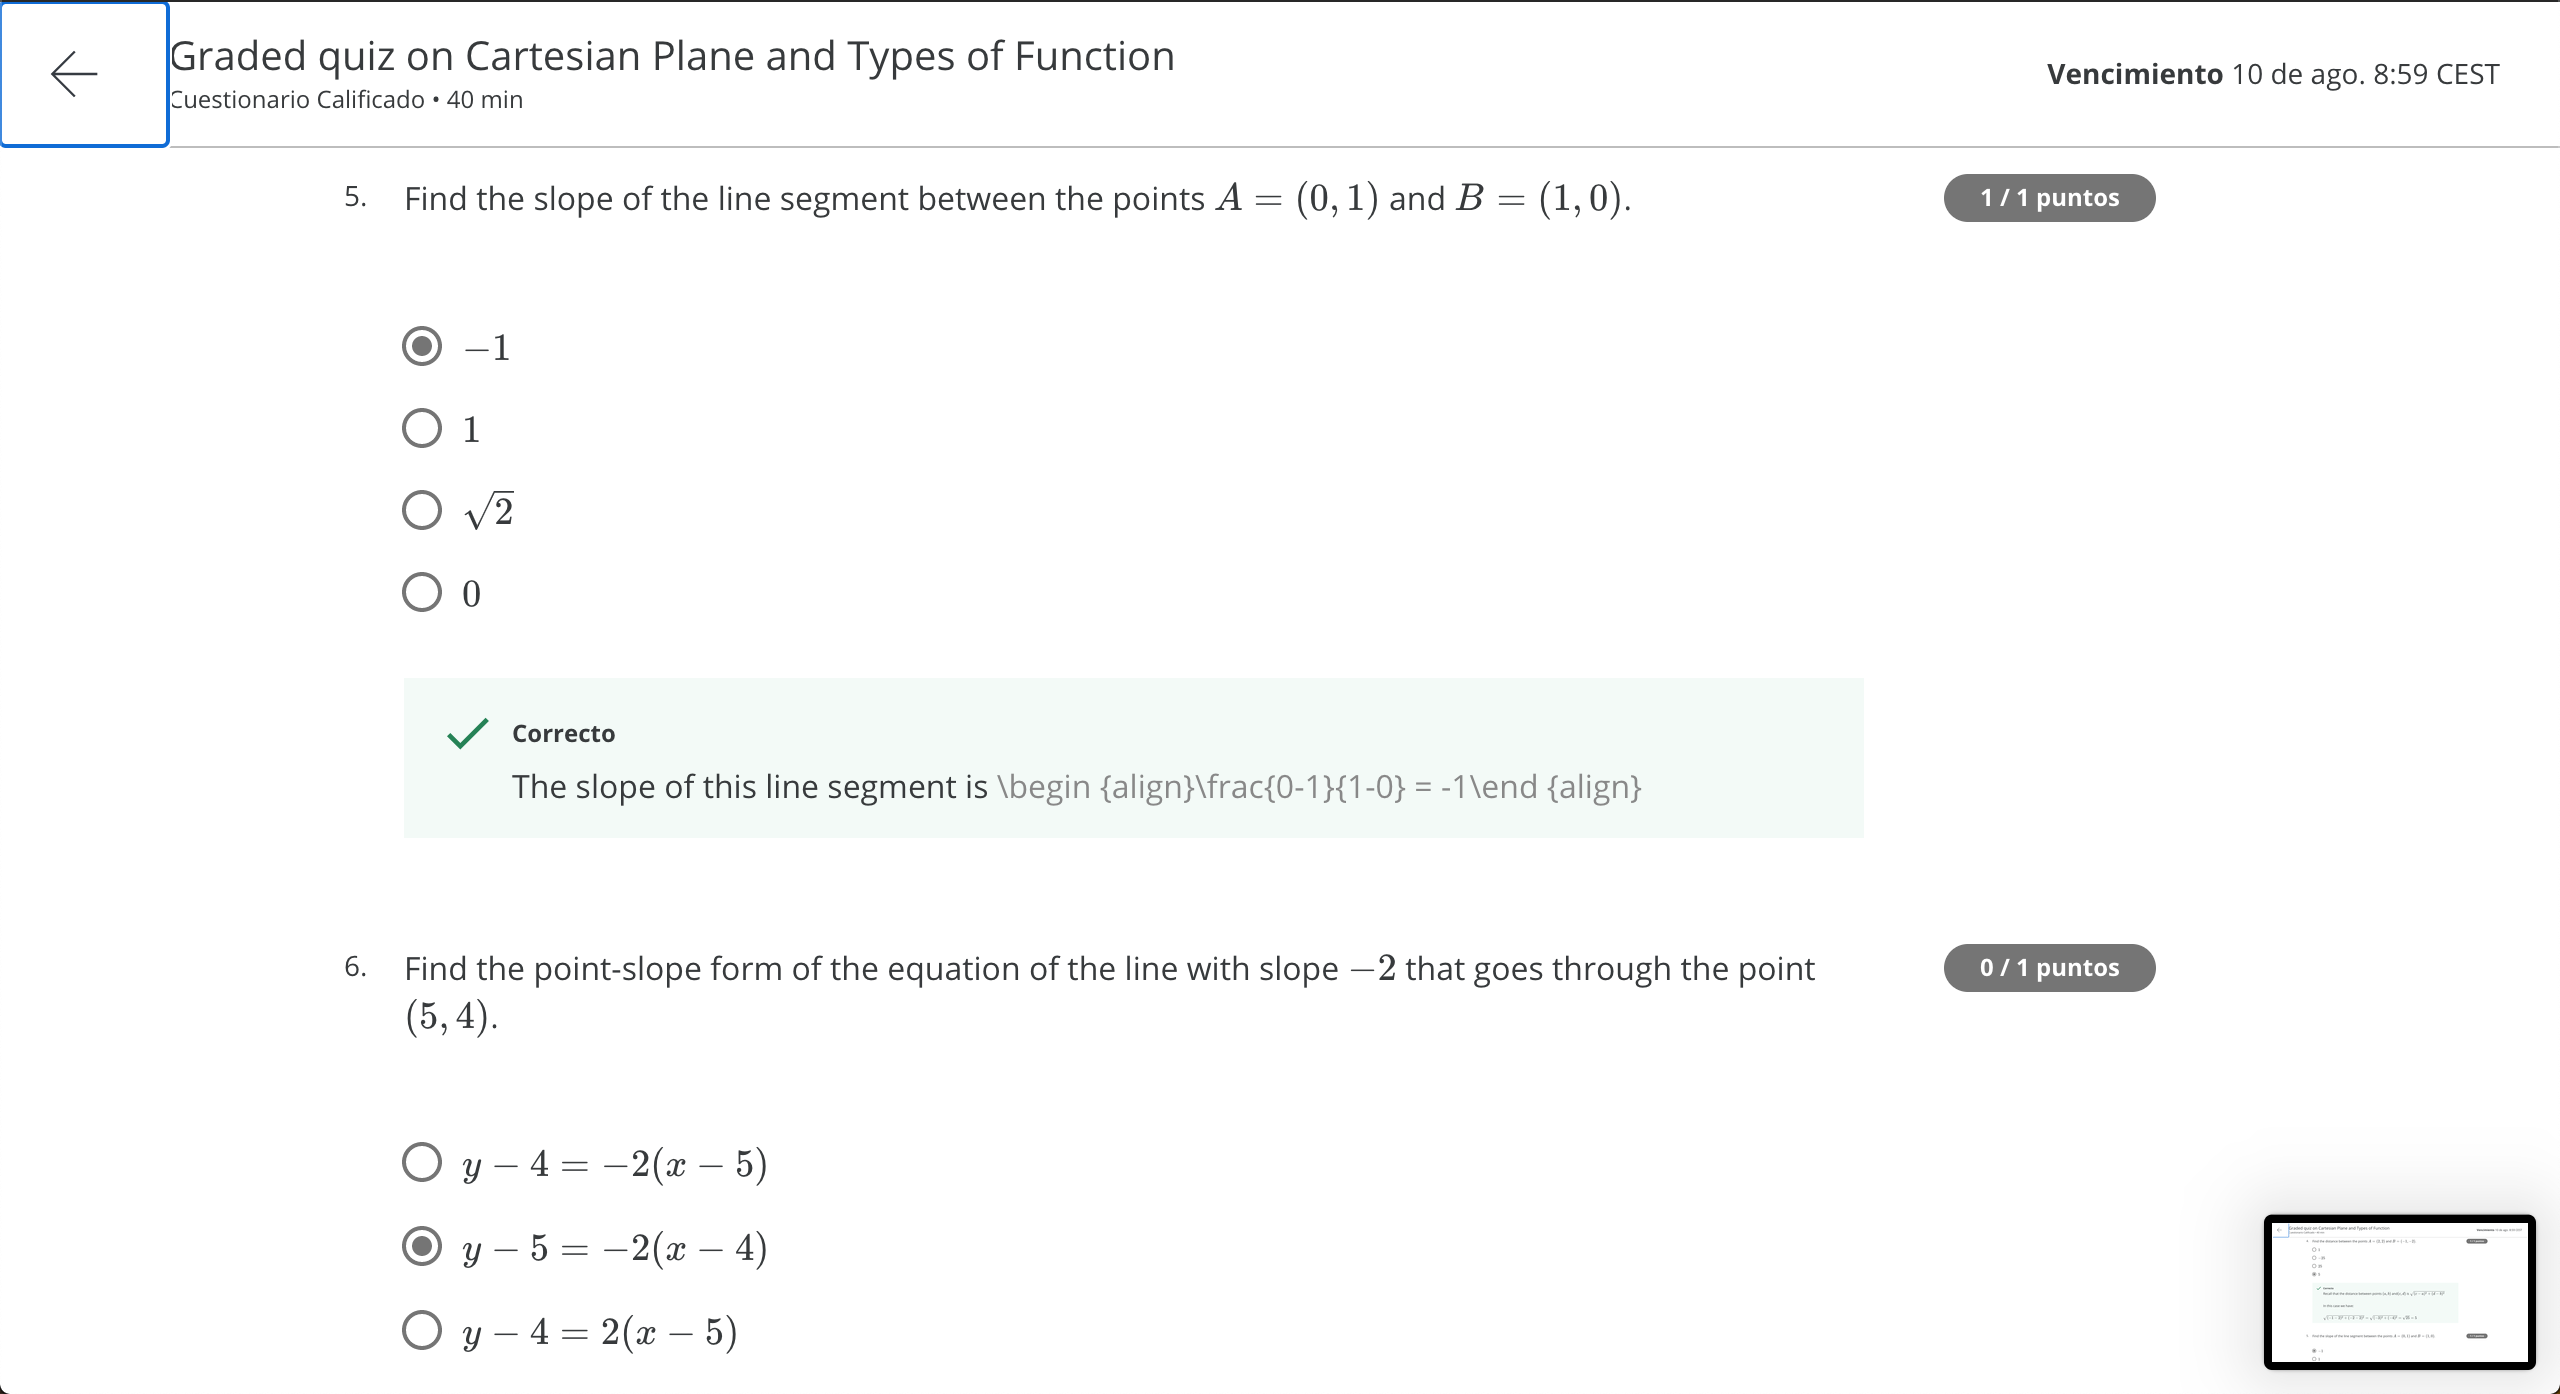 Graded quiz on Cartesian Plane and Types of Function
Cuestionario Calificado • 40 min
Vencimiento 10 de ago. 8:59 CEST
5. Find the slope of the line segment between the points A = (0, 1) and B = (1, 0).
1 / 1 puntos
−1
1
√2
0
Correcto
The slope of this line segment is \begin {align}\frac{0-1}{1-0} = -1\end {align}
6. Find the point-slope form of the equation of the line with slope −2 that goes through the point
(5, 4).
0 / 1 puntos
y − 4 = −2(x − 5)
y − 5 = −2(x − 4)
y − 4 = 2(x − 5)